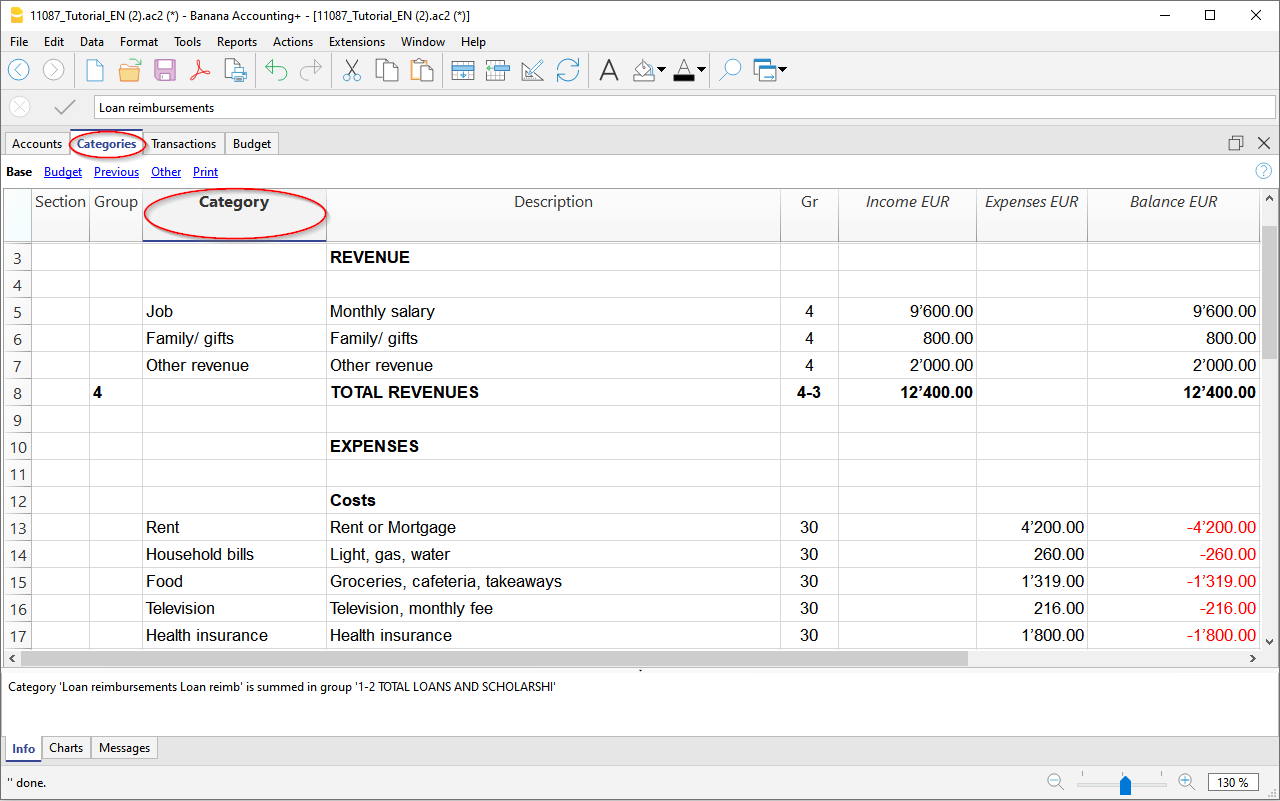 11087_Tutorial_EN (2).ac2 (*) - Banana Accounting+ - [11087_Tutorial_EN (2).ac2 (*)]
File Edit Data Format Tools Reports Actions Extensions Window Help
Loan reimbursements
Accounts Categories Transactions Budget
Base Budget Previous Other Print
Section Group Category Description Gr Income EUR Expenses EUR Balance EUR
3 REVENUE
4
5 Job Monthly salary 4 9’600.00 9’600.00
6 Family/ gifts Family/ gifts 4 800.00 800.00
7 Other revenue Other revenue 4 2’000.00 2’000.00
8 4 TOTAL REVENUES 4-3 12’400.00 12’400.00
9
10 EXPENSES
11
12 Costs
13 Rent Rent or Mortgage 30 4’200.00 -4’200.00
14 Household bills Light, gas, water 30 260.00 -260.00
15 Food Groceries, cafeteria, takeaways 30 1’319.00 -1’319.00
16 Television Television, monthly fee 30 216.00 -216.00
17 Health insurance Health insurance 30 1’800.00 -1’800.00
Category 'Loan reimbursements Loan reimb' is summed in group '1-2 TOTAL LOANS AND SCHOLARSHI'
Info Charts Messages
'' done. 130 %